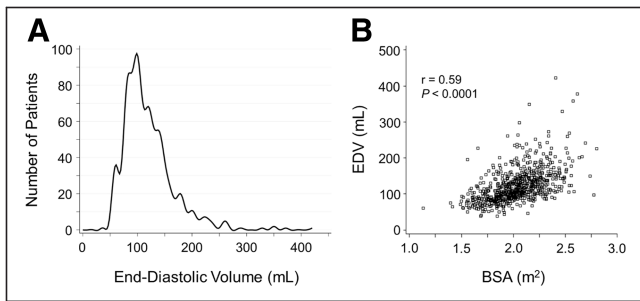 A
100
80
60
40
20
0
Number of Patients
0
100
200
300
400
End-Diastolic Volume (mL)
B
500
400
300
200
100
0
EDV (mL)
r = 0.59
P < 0.0001
1.0
1.5
2.0
2.5
3.0
BSA (m²)